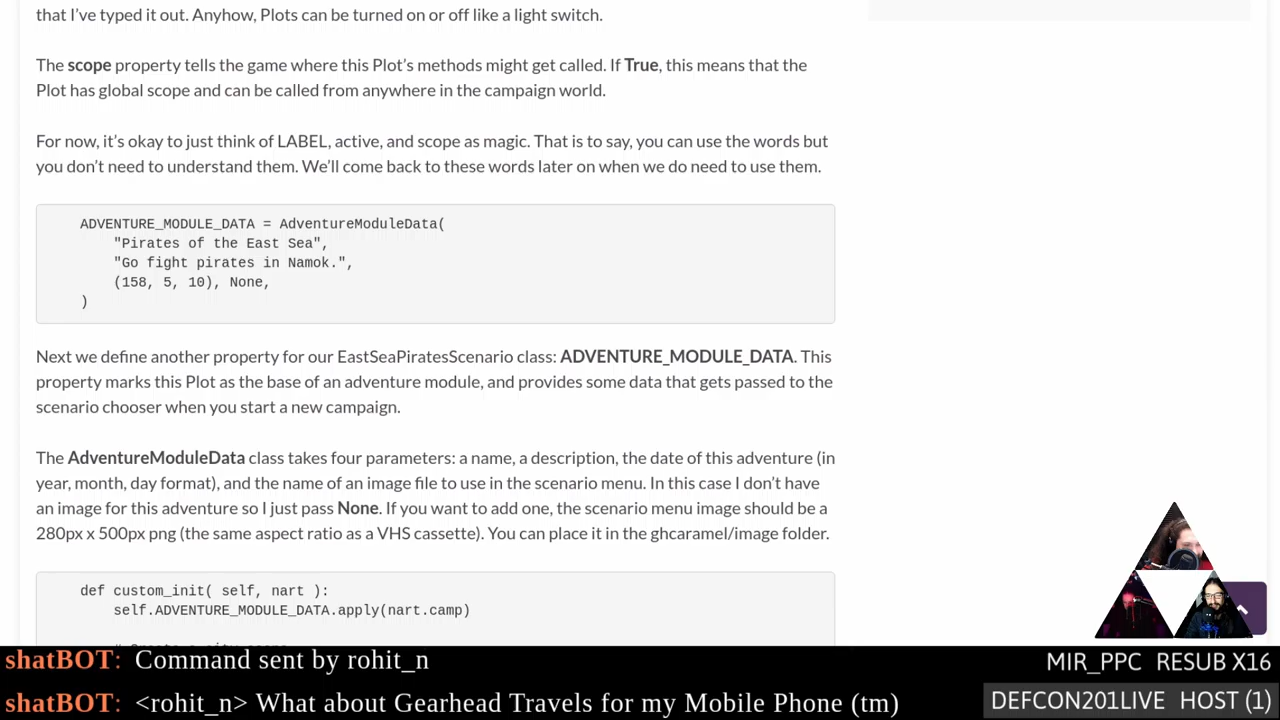 that I've typed it out. Anyhow, Plots can be turned on or off like a light switch.
The scope property tells the game where this Plot's methods might get called. If True, this means that the
Plot has global scope and can be called from anywhere in the campaign world.
For now, it's okay to just think of LABEL, active, and scope as magic. That is to say, you can use the words but
you don't need to understand them. We'll come back to these words later on when we do need to use them.
ADVENTURE_MODULE_DATA = AdventureModuleData(
"Pirates of the East Sea",
"Go fight pirates in Namok.",
(158, 5, 10), None,
)
Next we define another property for our EastSeaPiratesScenario class: ADVENTURE_MODULE_DATA. This
property marks this Plot as the base of an adventure module, and provides some data that gets passed to the
scenario chooser when you start a new campaign.
The AdventureModuleData class takes four parameters: a name, a description, the date of this adventure (in
year, month, day format), and the name of an image file to use in the scenario menu. In this case I don't have
an image for this adventure so I just pass None. If you want to add one, the scenario menu image should be a
280px x 500px png (the same aspect ratio as a VHS cassette). You can place it in the ghcaramel/image folder.
def custom_init( self, nart ):
self.ADVENTURE_MODULE_DATA.apply(nart.camp)
shatBOT: Command sent by rohit_n
MIR_PPC RESUB X16
shatBOT: <rohit_n> What about Gearhead Travels for my Mobile Phone (tm)
DEFCON201LIVE HOST (1)